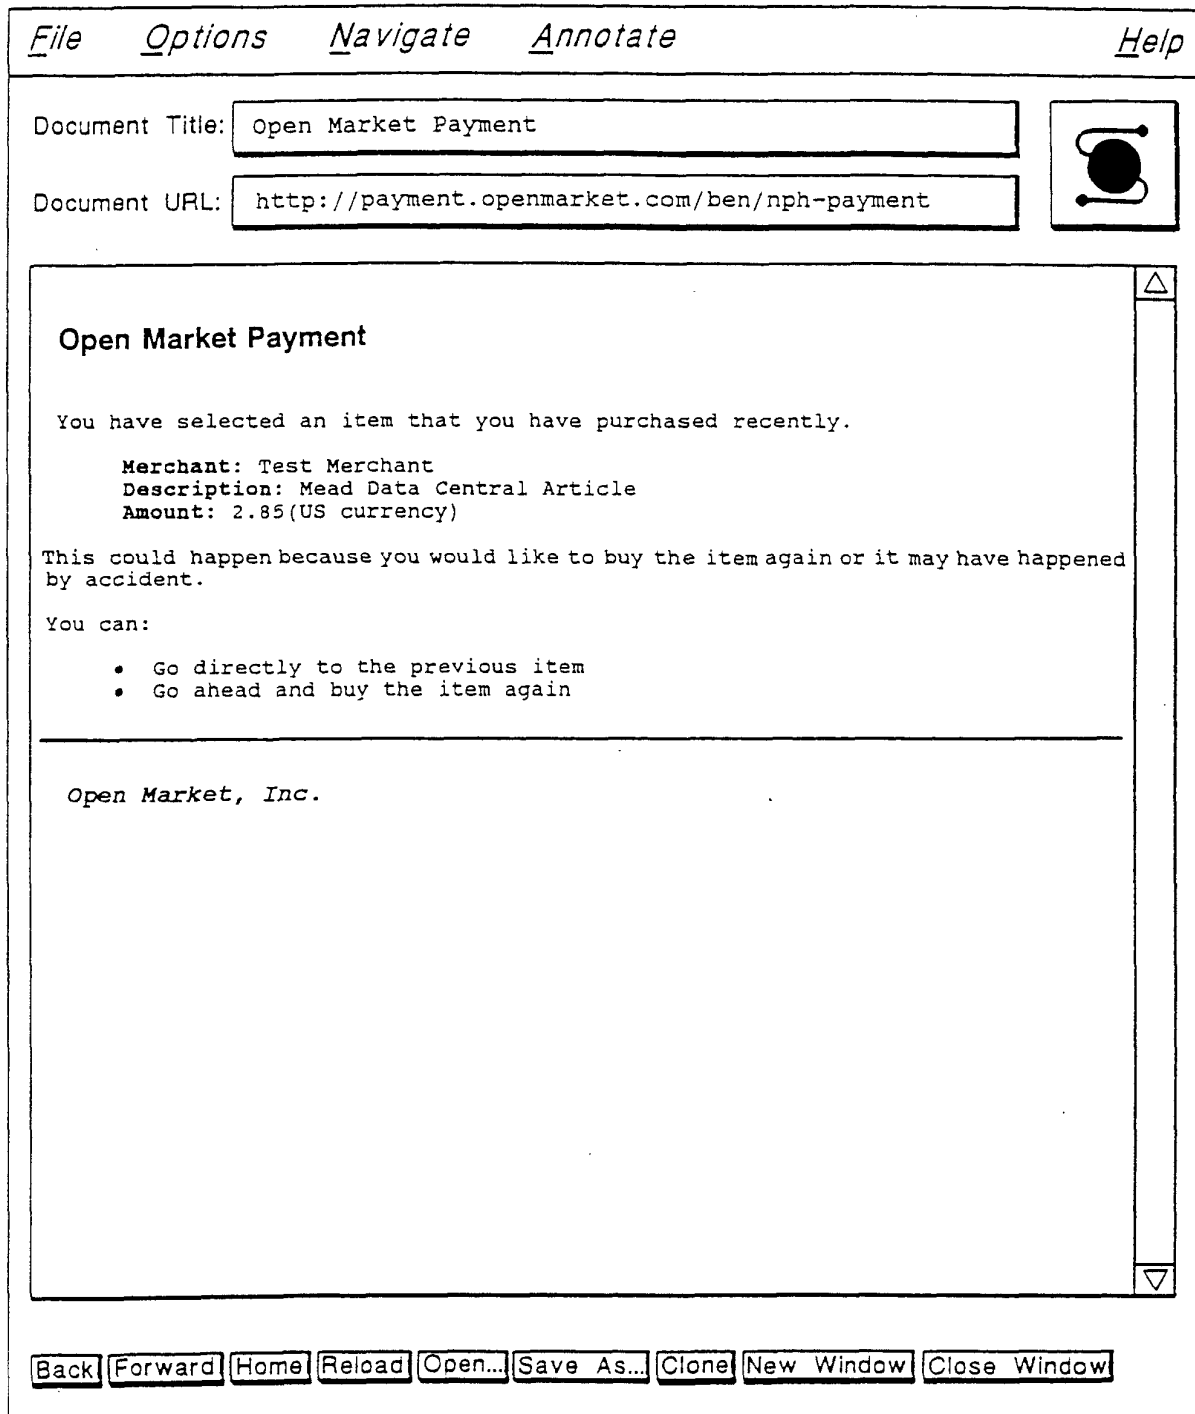 File Options Navigate Annotate Help
Document Title: Open Market Payment
Document URL: http://payment.openmarket.com/ben/nph-payment
Open Market Payment
You have selected an item that you have purchased recently.
Merchant: Test Merchant
Description: Mead Data Central Article
Amount: 2.85(US currency)
This could happen because you would like to buy the item again or it may have happened
by accident.
You can:
• Go directly to the previous item
• Go ahead and buy the item again
Open Market, Inc.
Back Forward Home Reload Open... Save As... Clone New Window Close Window